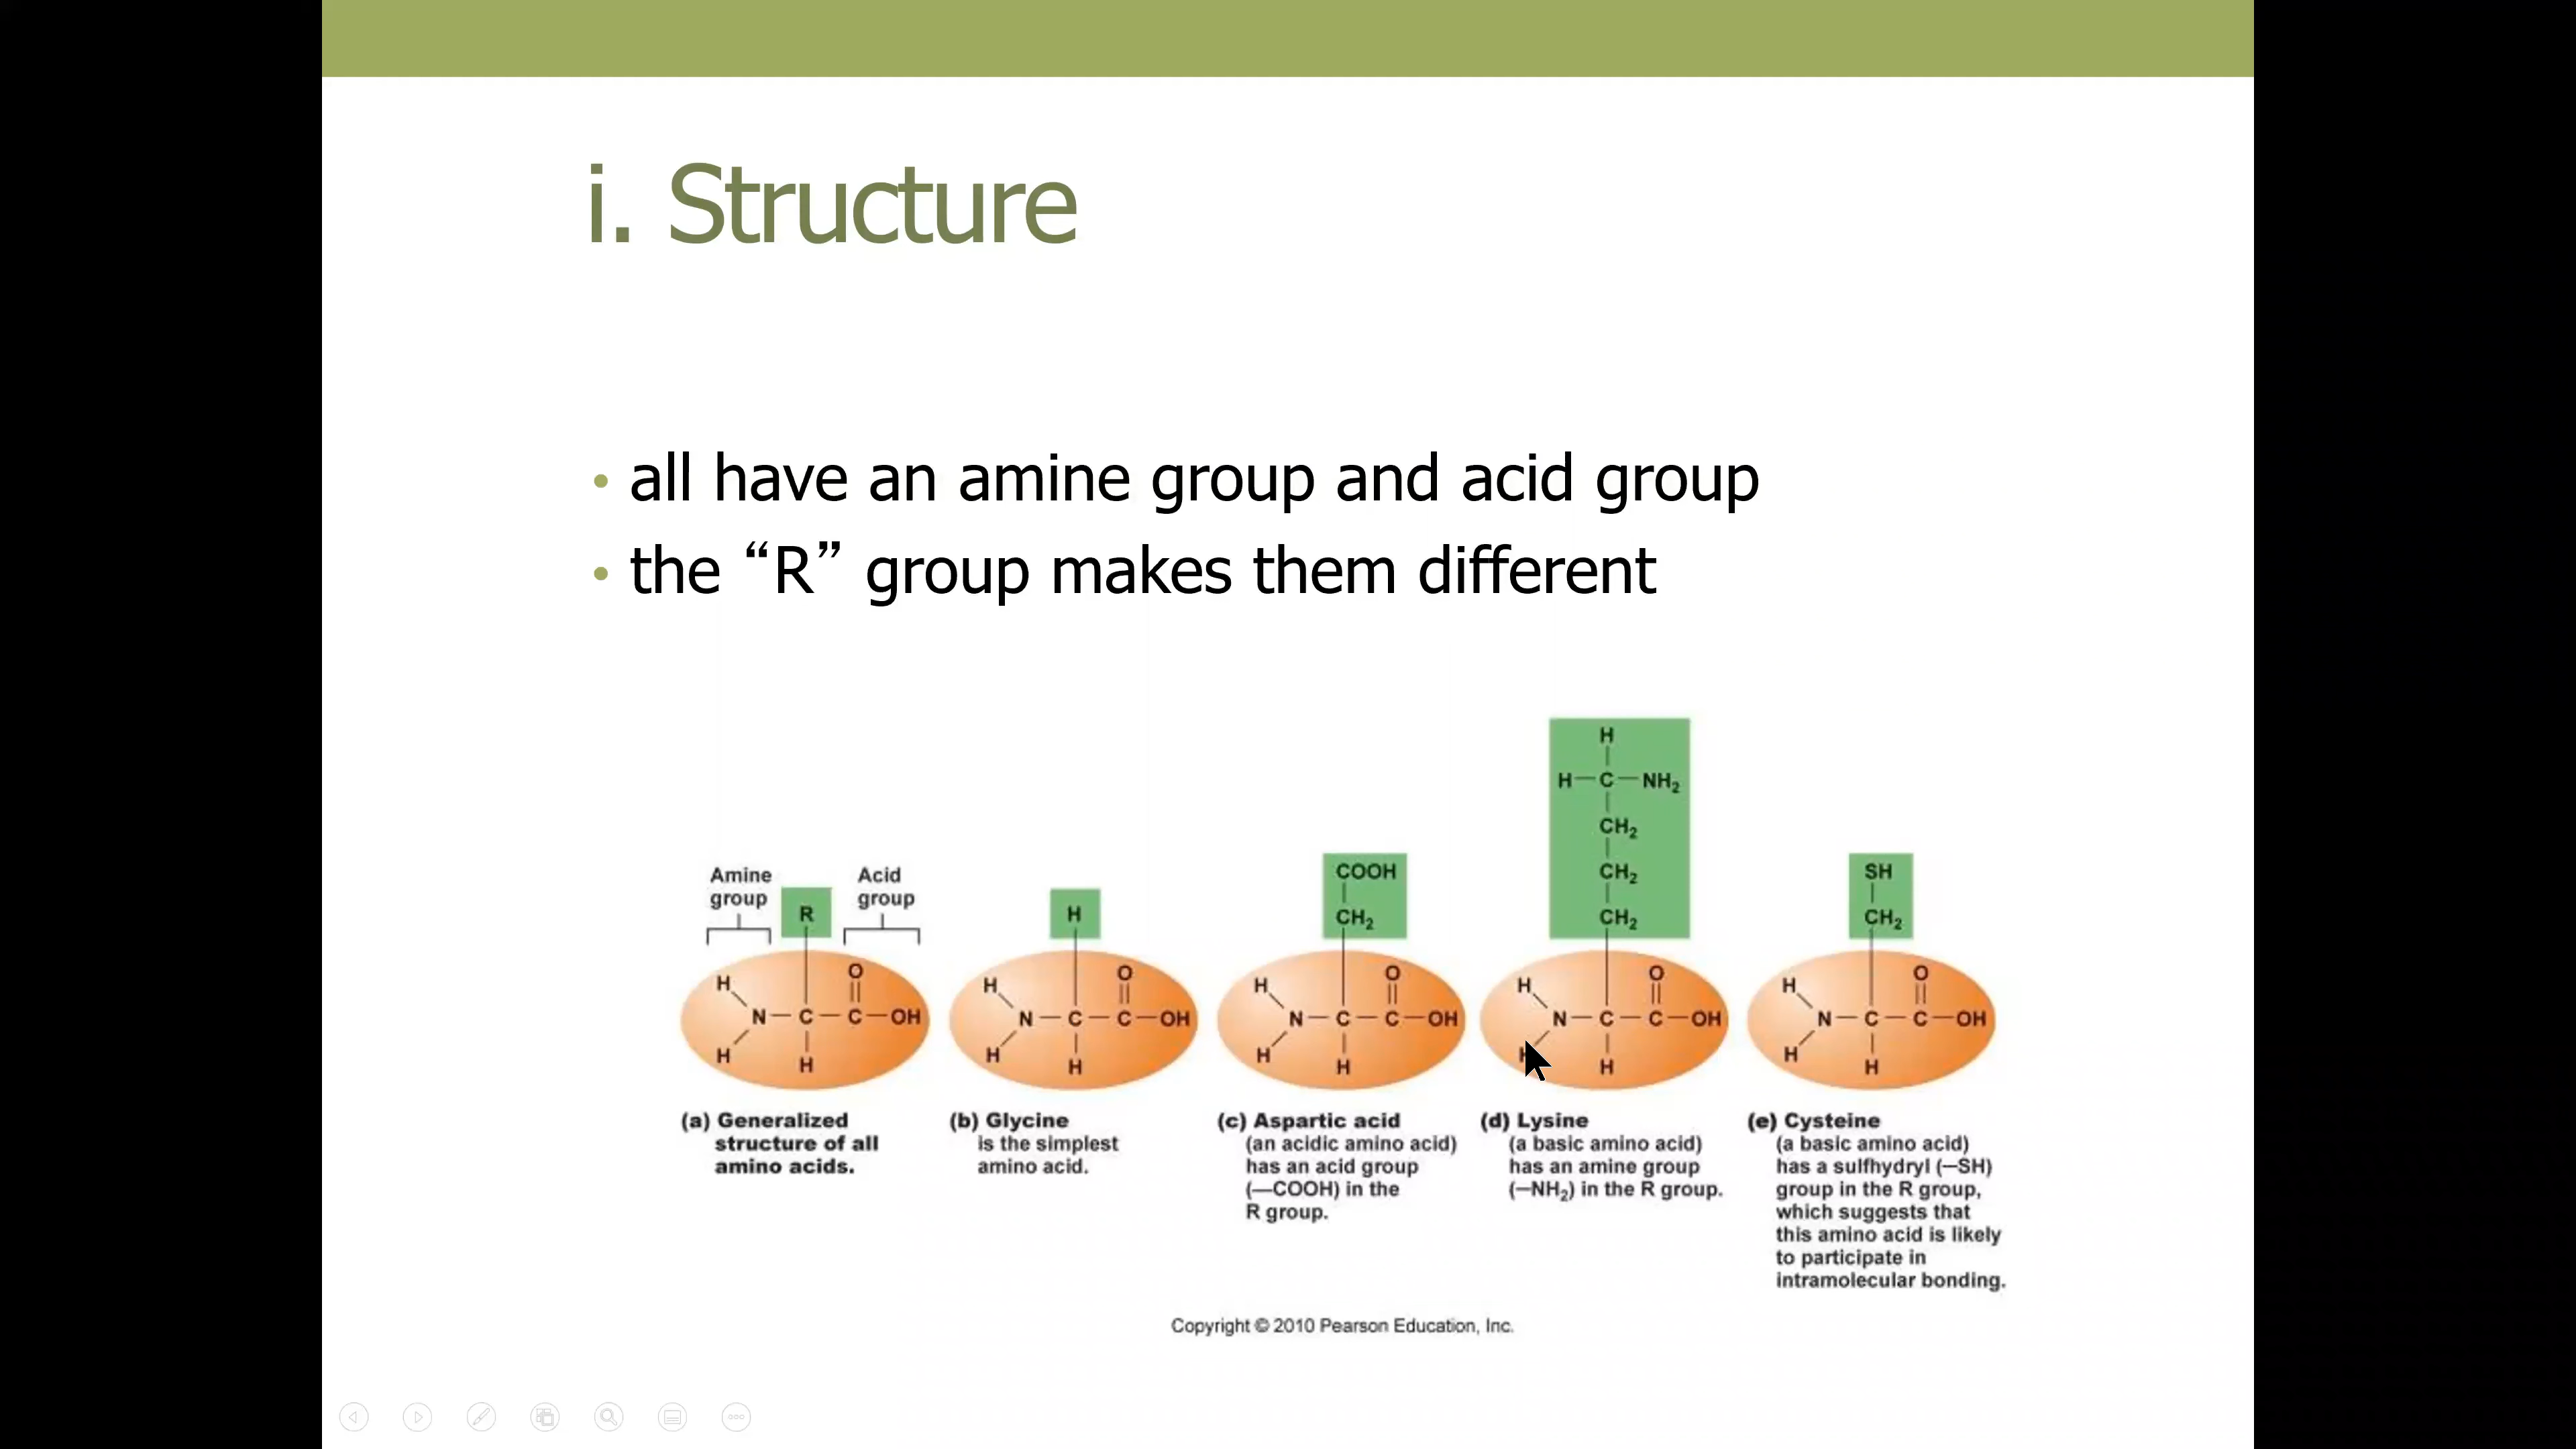 i. Structure
• all have an amine group and acid group
• the “R” group makes them different
Amine
group
R
Acid
group
H
H
N — C — C — OH
O
H
H
H
H
N — C — C — OH
O
H
COOH
CH₂
H
H
N — C — C — OH
O
H
H
H — C — NH₂
CH₂
CH₂
CH₂
H
N — C — C — OH
O
H
SH
CH₂
H
H
N — C — C — OH
O
H
(a) Generalized
structure of all
amino acids.
(b) Glycine
is the simplest
amino acid.
(c) Aspartic acid
(an acidic amino acid)
has an acid group
(—COOH) in the
R group.
(d) Lysine
(a basic amino acid)
has an amine group
(—NH₂) in the R group.
(e) Cysteine
(a basic amino acid)
has a sulfhydryl (—SH)
group in the R group,
which suggests that
this amino acid is likely
to participate in
intramolecular bonding.
Copyright © 2010 Pearson Education, Inc.